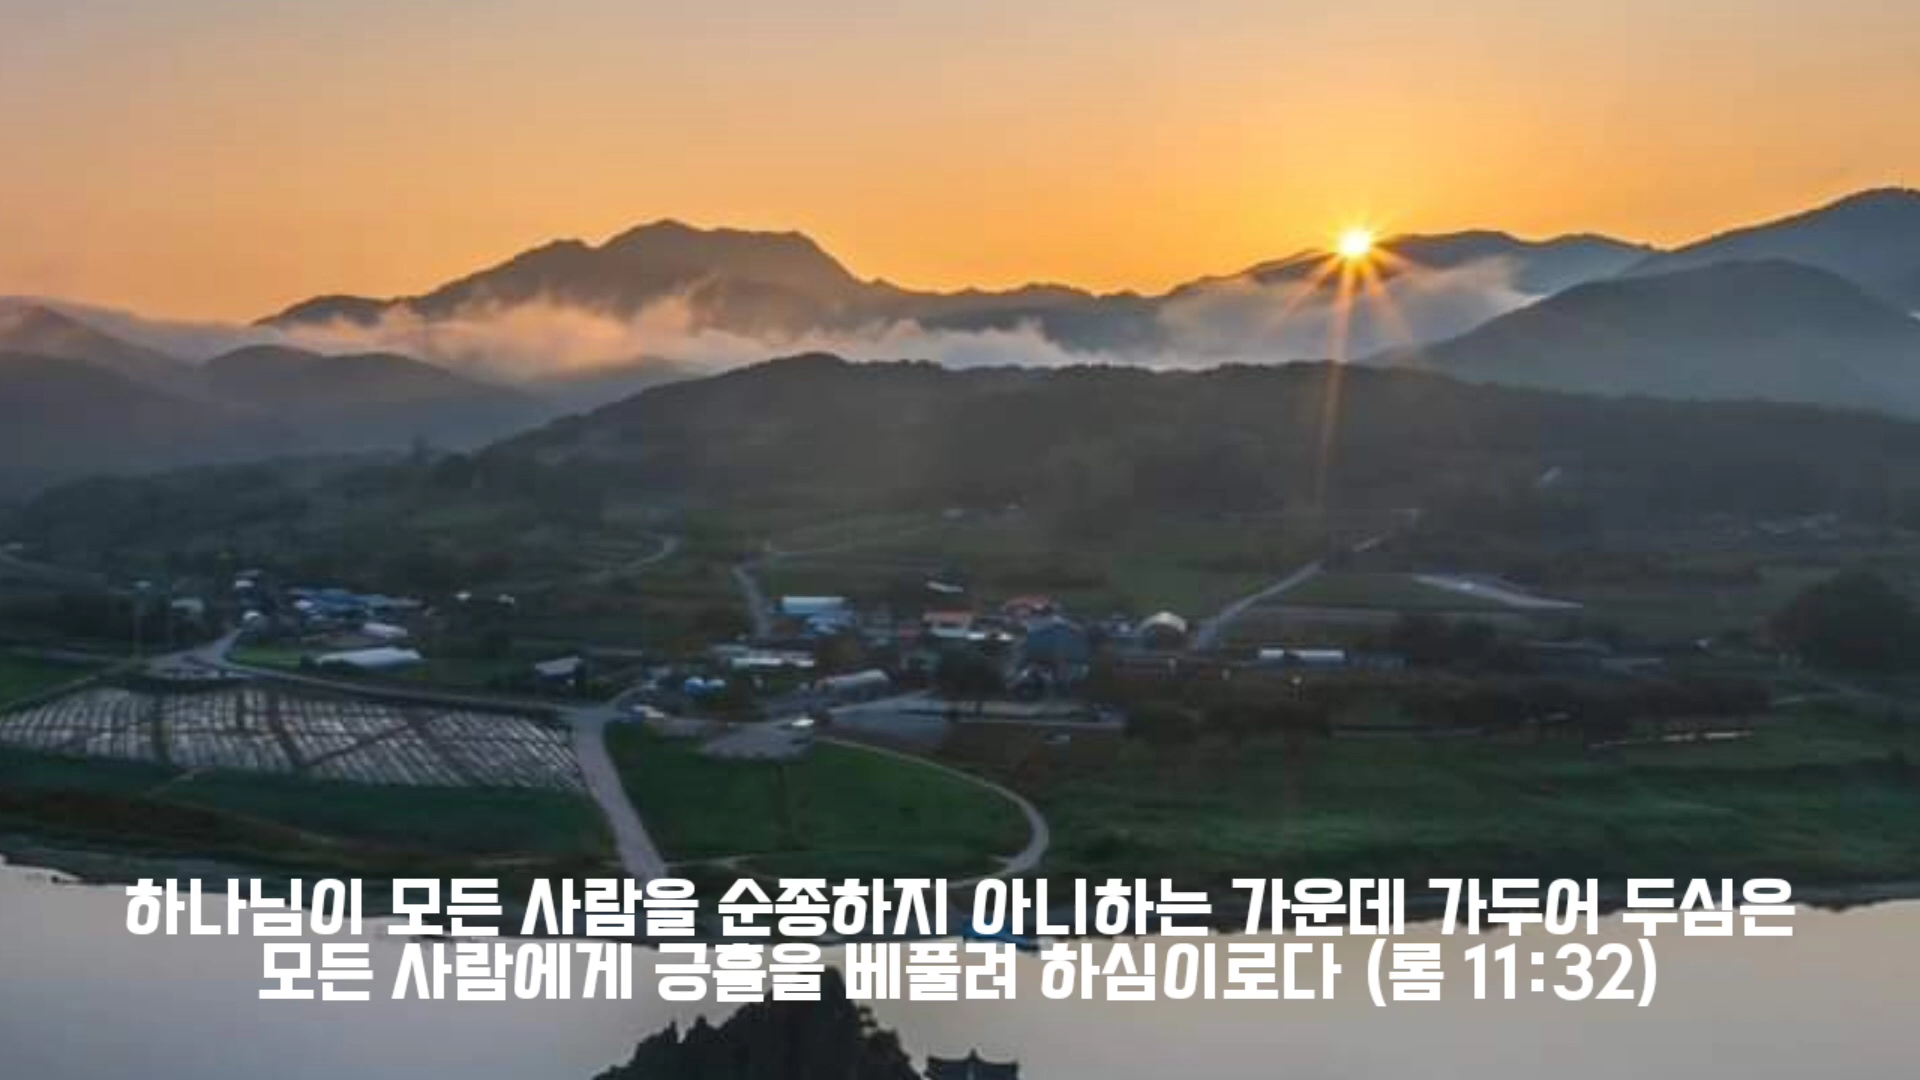 하나님이 모든 사람을 순종하지 아니하는 가운데 가두어 두심은
모든 사람에게 긍휼을 베풀려 하심이로다 (롬 11:32)